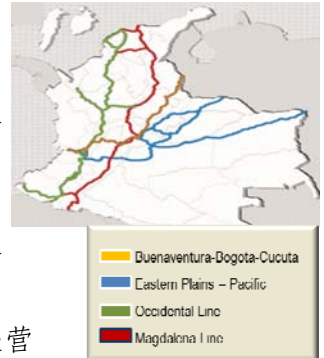 Buenaventura-Bogota-Cucuta
Eastern Plains – Pacific
Occidental Line
Magdalena Line
营